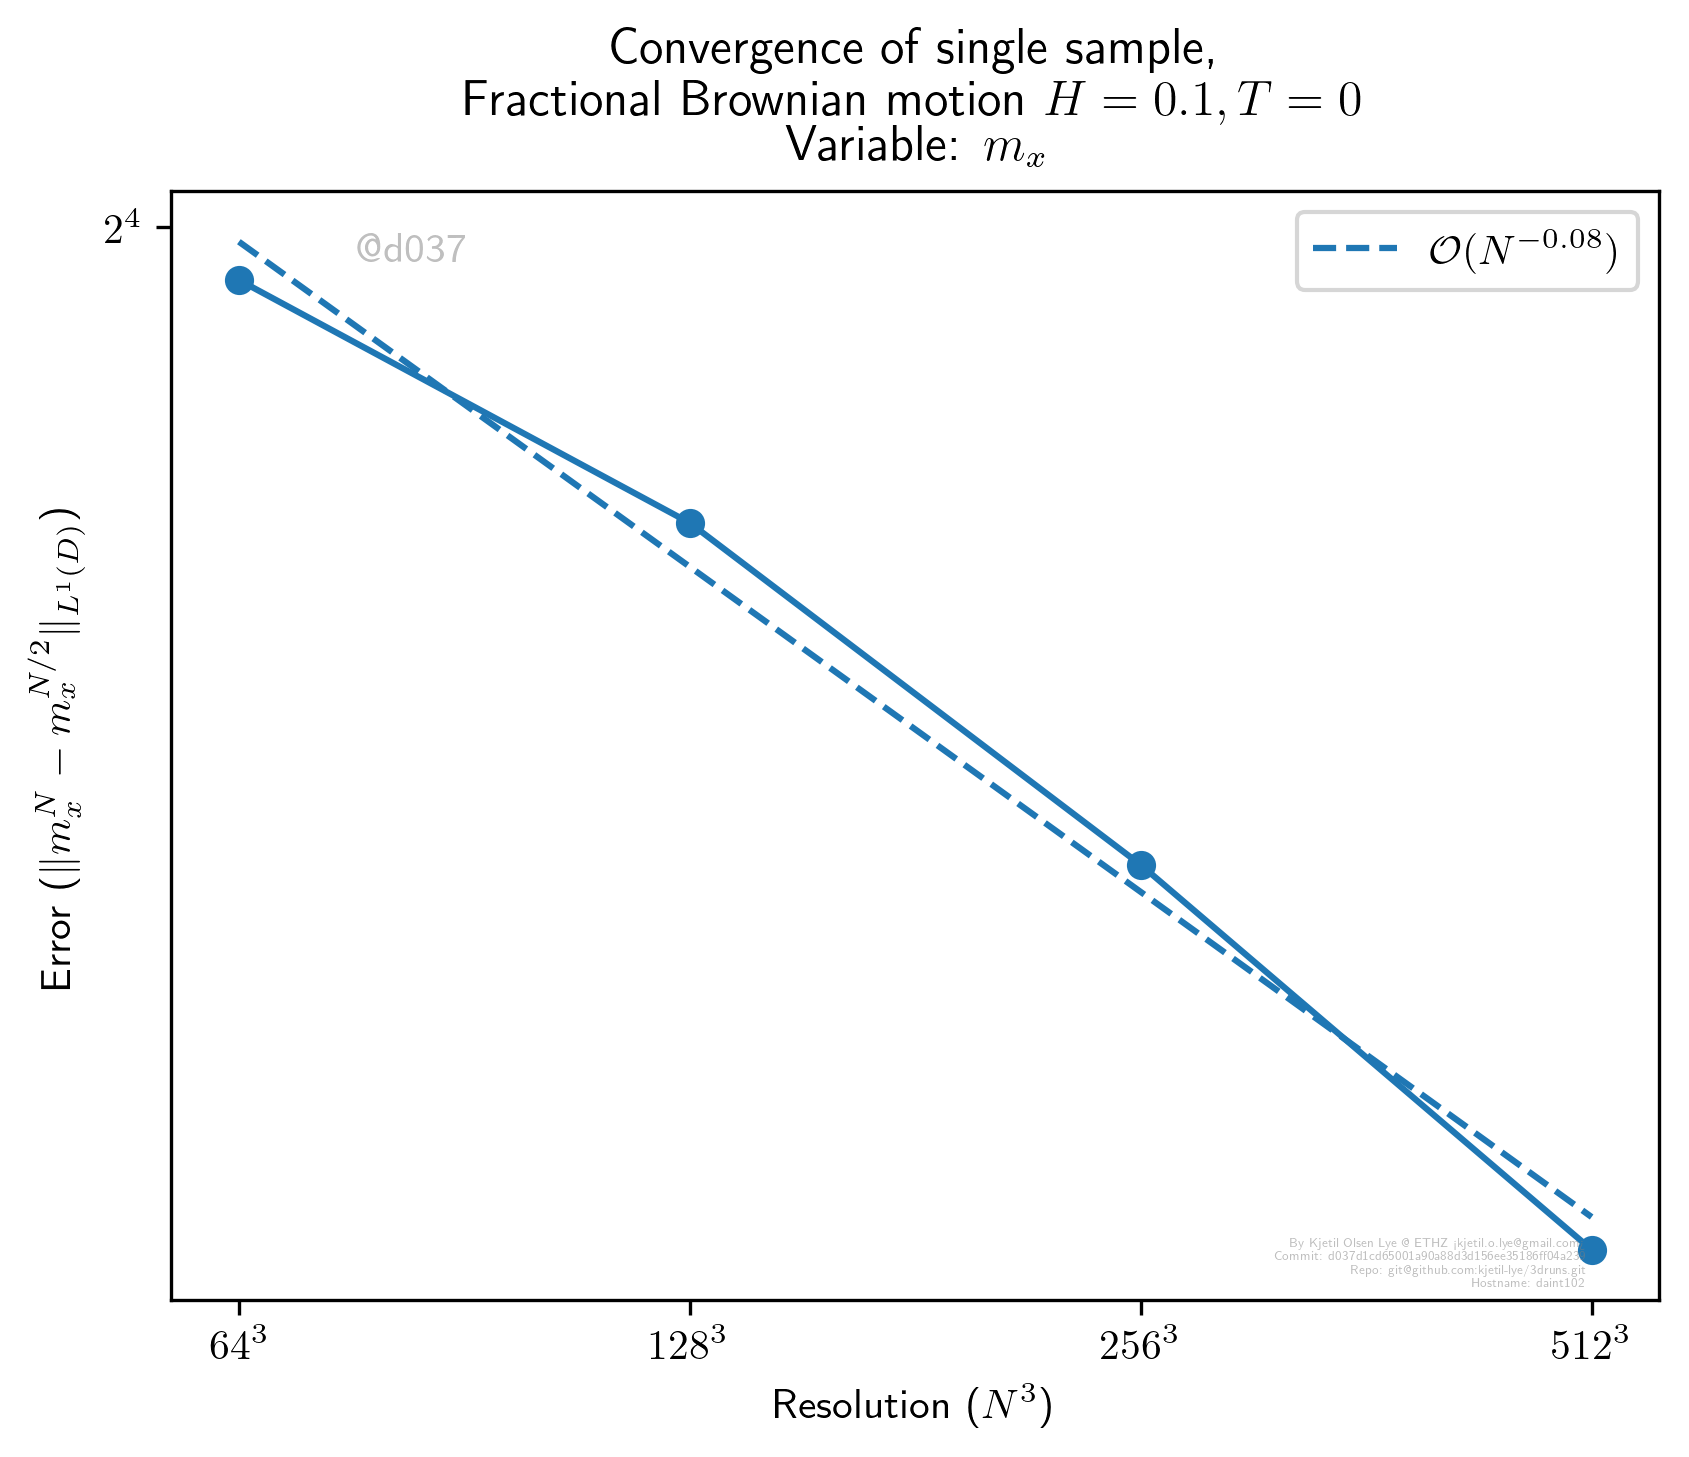 Convergence of single sample,
Fractional Brownian motion $H = 0.1, T = 0$
Variable: $m_x$
$2^4$
@d037
$\mathcal{O}(N^{-0.08})$
Error ($||m_x^N - m_x^{N/2}||_{L^1(D)}$)
By Kjetil Olsen Lye @ ETHZ ¡kjetil.o.lye@gmail.com
Commit:
Repo: git@github.com:kjetil-lye/3druns.git
Hostname: daint102
$64^3$
$128^3$
$256^3$
$512^3$
Resolution ($N^3$)